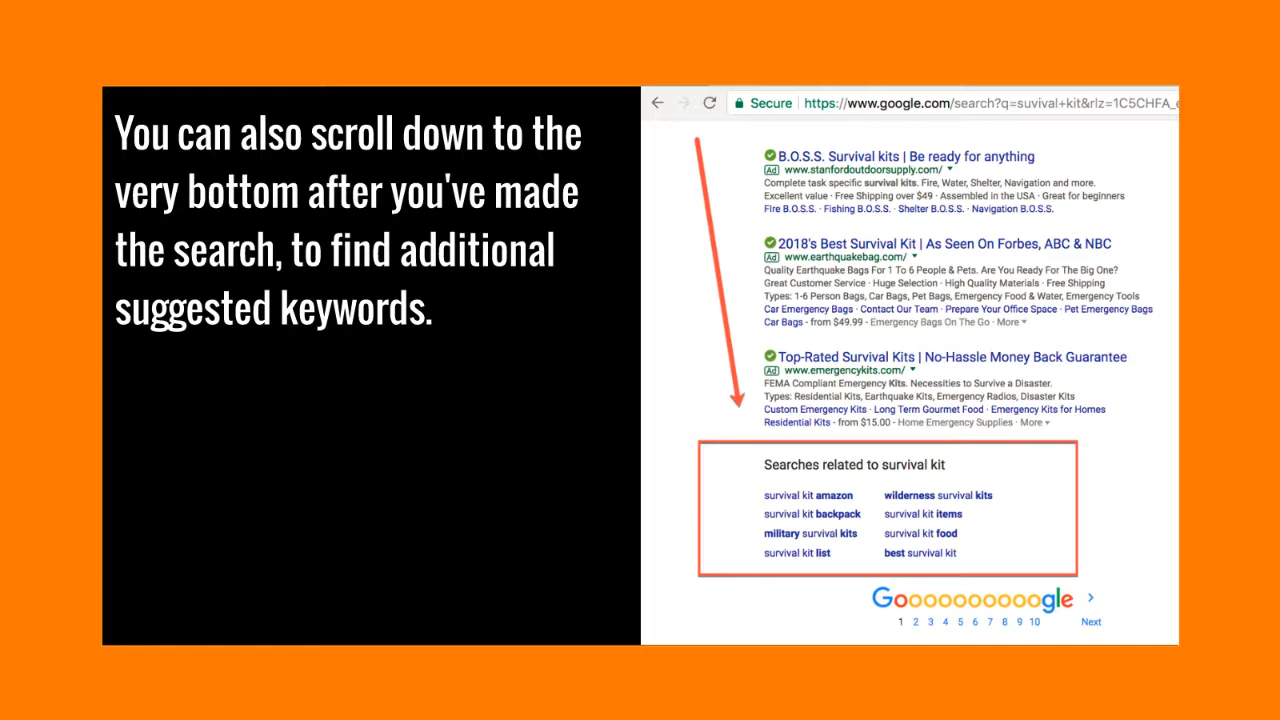 You can also scroll down to the
very bottom after you've made
the search, to find additional
suggested keywords.
Secure https://www.google.com/search?q=suvival+kit&rlz=1C5CHFA_e
B.O.S.S. Survival kits | Be ready for anything
Ad www.stanfordoutdoorsupply.com/
Complete task specific survival kits. Fire, Water, Shelter, Navigation and more.
Excellent value · Free Shipping over $49 · Assembled in the USA · Great for beginners
FIre B.O.S.S. · Fishing B.O.S.S. · Shelter B.O.S.S. · Navigation B.O.S.S.
2018's Best Survival Kit | As Seen On Forbes, ABC & NBC
Ad www.earthquakebag.com/
Quality Earthquake Bags For 1 To 6 People & Pets. Are You Ready For The Big One?
Great Customer Service · Huge Selection · High Quality Materials · Free Shipping
Types: 1-6 Person Bags, Car Bags, Pet Bags, Emergency Food & Water, Emergency Tools
Car Emergency Bags · Contact Our Team · Prepare Your Office Space · Pet Emergency Bags
Car Bags - from $49.99 - Emergency Bags On The Go · More
Top-Rated Survival Kits | No-Hassle Money Back Guarantee
Ad www.emergencykits.com/
FEMA Compliant Emergency Kits. Necessities to Survive a Disaster.
Types: Residential Kits, Earthquake Kits, Emergency Radios, Disaster Kits
Custom Emergency Kits · Long Term Gourmet Food · Emergency Kits for Homes
Residential Kits - from $15.00 - Home Emergency Supplies · More
Searches related to survival kit
survival kit amazon wilderness survival kits
survival kit backpack survival kit items
military survival kits survival kit food
survival kit list best survival kit
Goooooooooogle
1 2 3 4 5 6 7 8 9 10 Next